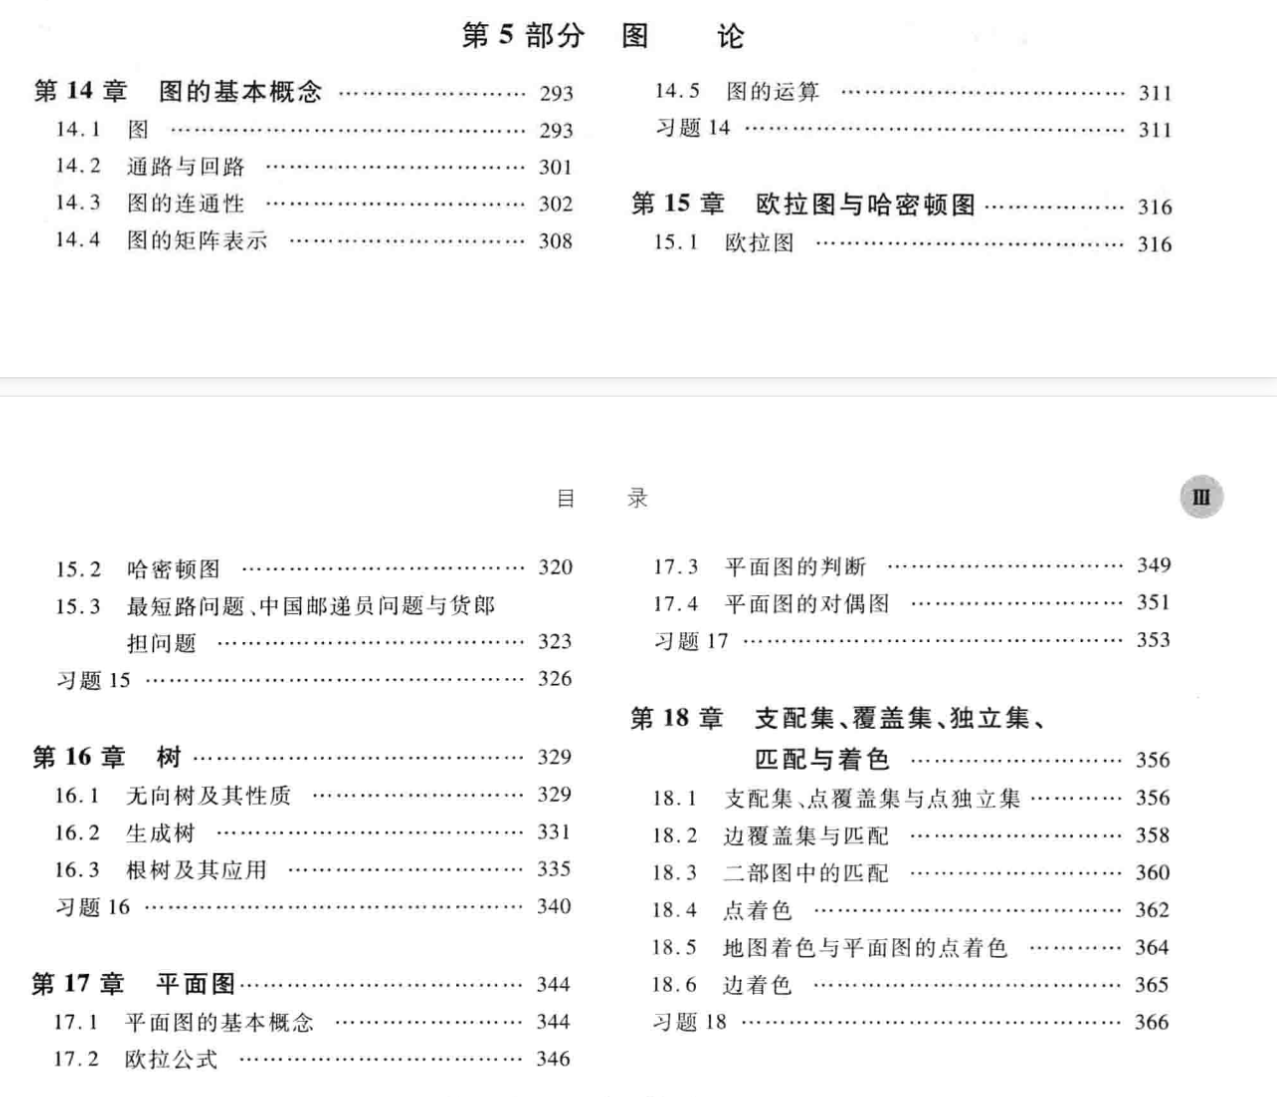 第 5 部分 图 论
第 14 章 图的基本概念 …………………… 293
14.1 图 ……………………………………… 293
14.2 通路与回路 …………………………… 301
14.3 图的连通性 …………………………… 302
14.4 图的矩阵表示 ………………………… 308
14.5 图的运算 ……………………………… 311
习题 14 ………………………………………… 311
第 15 章 欧拉图与哈密顿图 ……………… 316
15.1 欧拉图 ………………………………… 316
目 录
III
15.2 哈密顿图 ……………………………… 320
15.3 最短路问题、中国邮递员问题与货郎
担问题 ………………………………… 323
习题 15 ………………………………………… 326
第 16 章 树 …………………………………… 329
16.1 无向树及其性质 ……………………… 329
16.2 生成树 ………………………………… 331
16.3 根树及其应用 ………………………… 335
习题 16 ………………………………………… 340
第 17 章 平面图 ……………………………… 344
17.1 平面图的基本概念 …………………… 344
17.2 欧拉公式 ……………………………… 346
17.3 平面图的判断 ………………………… 349
17.4 平面图的对偶图 ……………………… 351
习题 17 ………………………………………… 353
第 18 章 支配集、覆盖集、独立集、
匹配与着色 ……………………… 356
18.1 支配集、点覆盖集与点独立集 ………… 356
18.2 边覆盖集与匹配 ……………………… 358
18.3 二部图中的匹配 ……………………… 360
18.4 点着色 ………………………………… 362
18.5 地图着色与平面图的点着色 ………… 364
18.6 边着色 ………………………………… 365
习题 18 ………………………………………… 366